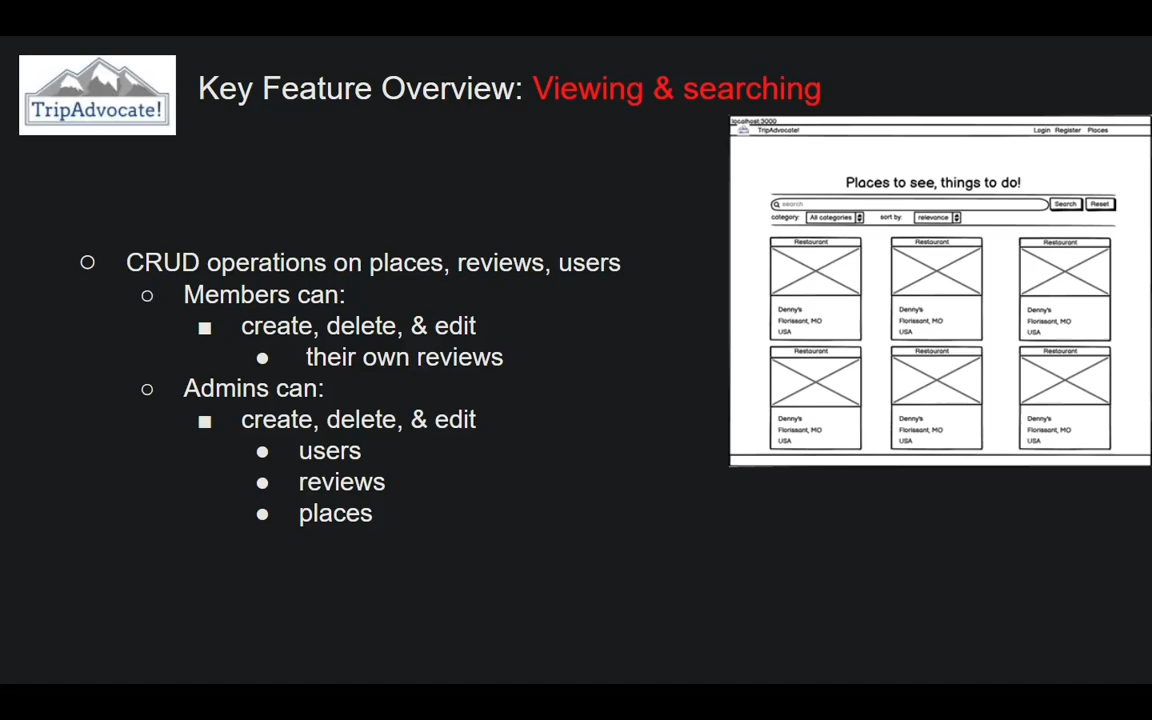 TripAdvocate!
Key Feature Overview: Viewing & searching
CRUD operations on places, reviews, users
Members can:
create, delete, & edit
their own reviews
Admins can:
create, delete, & edit
users
reviews
places
localhost:3000
TripAdvocate! Login Register Places
Places to see, things to do!
search Search Reset
category: All categories sort by: relevance
Restaurant Restaurant Restaurant
Denny's Denny's Denny's
Florissant, MO Florissant, MO Florissant, MO
USA USA USA
Restaurant Restaurant Restaurant
Denny's Denny's Denny's
Florissant, MO Florissant, MO Florissant, MO
USA USA USA